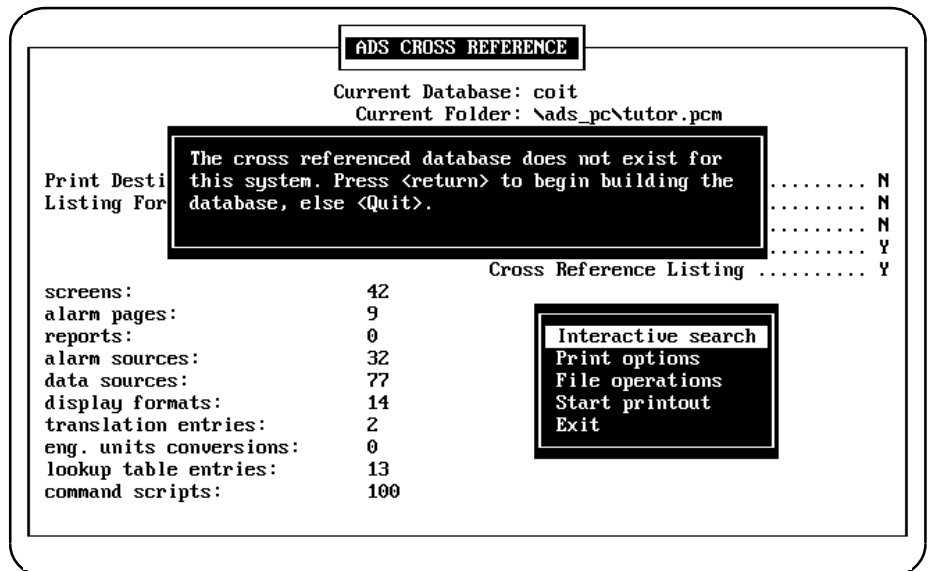 ADS CROSS REFERENCE
Current Database: coit
Current Folder: \ads_pc\tutor.pcm
The cross referenced database does not exist for
Print Desti this system. Press <return> to begin building the ......... N
Listing For database, else <Quit>. ......... N
......... N
......... Y
Cross Reference Listing .......... Y
screens: 42
alarm pages: 9
reports: 0
alarm sources: 32
data sources: 77
display formats: 14
translation entries: 2
eng. units conversions: 0
lookup table entries: 13
command scripts: 100
Interactive search
Print options
File operations
Start printout
Exit